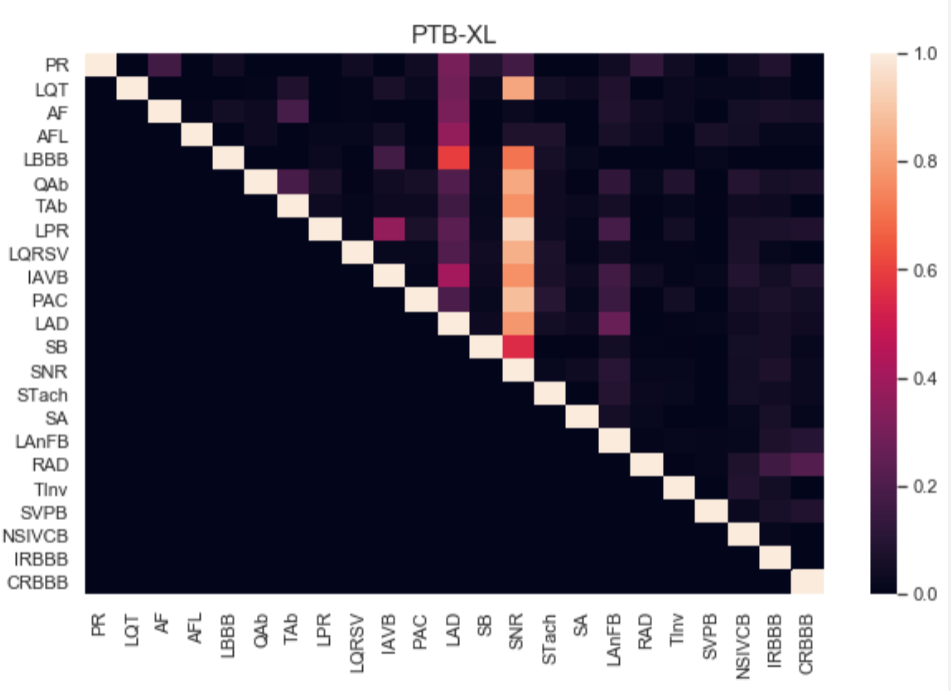 PTB-XL
PR
LQT
AF
AFL
LBBB
QAb
TAb
LPR
LQRSV
IAVB
PAC
LAD
SB
SNR
STach
SA
LAnFB
RAD
TInv
SVPB
NSIVCB
IRBBB
CRBBB
PR
LQT
AF
AFL
LBBB
QAb
TAb
LPR
LQRSV
IAVB
PAC
LAD
SB
SNR
STach
SA
LAnFB
RAD
TInv
SVPB
NSIVCB
IRBBB
CRBBB
1.0
0.8
0.6
0.4
0.2
0.0